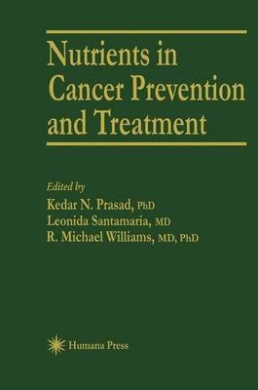 Nutrients in
Cancer Prevention
and Treatment
Edited by
Kedar N. Prasad, PhD
Leonida Santamaria, MD
R. Michael Williams, MD, PhD
Humana Press